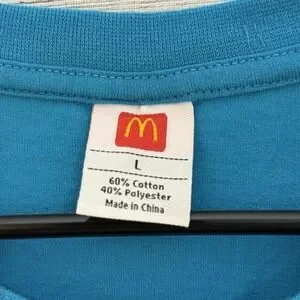 L
60% Cotton
40% Polyester
Made in China